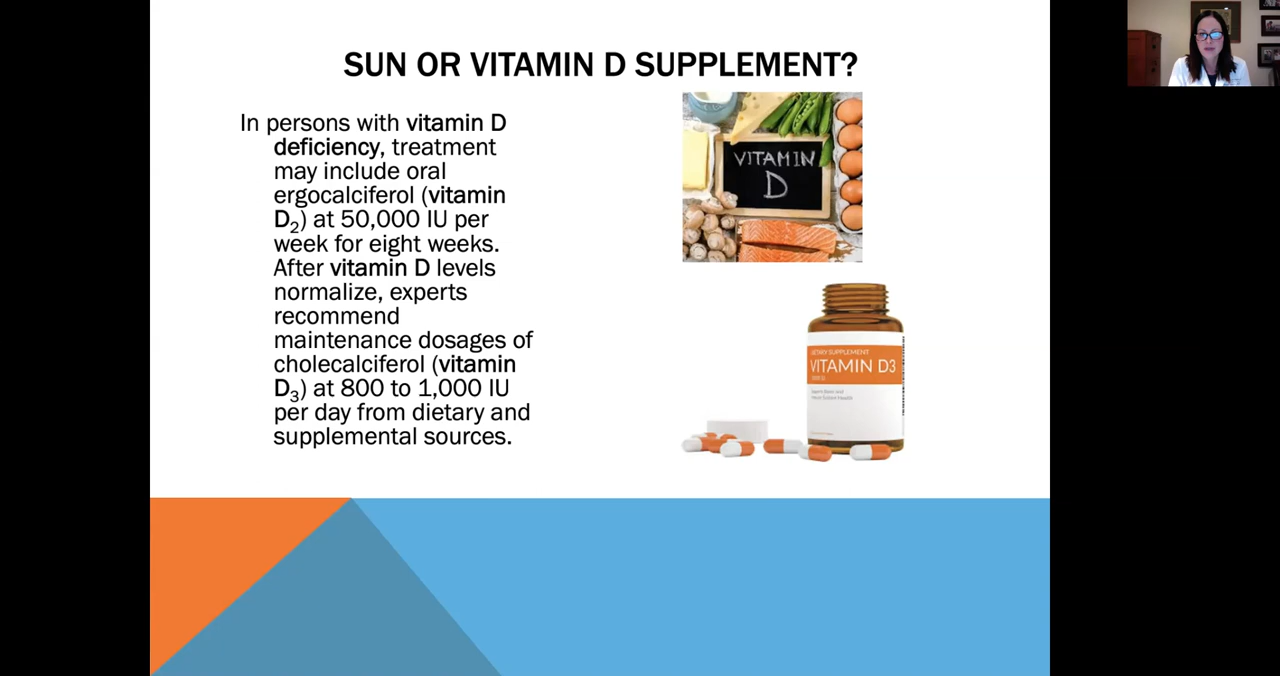 SUN OR VITAMIN D SUPPLEMENT?
In persons with vitamin D
deficiency, treatment
may include oral
ergocalciferol (vitamin
D₂) at 50,000 IU per
week for eight weeks.
After vitamin D levels
normalize, experts
recommend
maintenance dosages of
cholecalciferol (vitamin
D₃) at 800 to 1,000 IU
per day from dietary and
supplemental sources.
VITAMIN
D
DIETARY SUPPLEMENT
VITAMIN D3